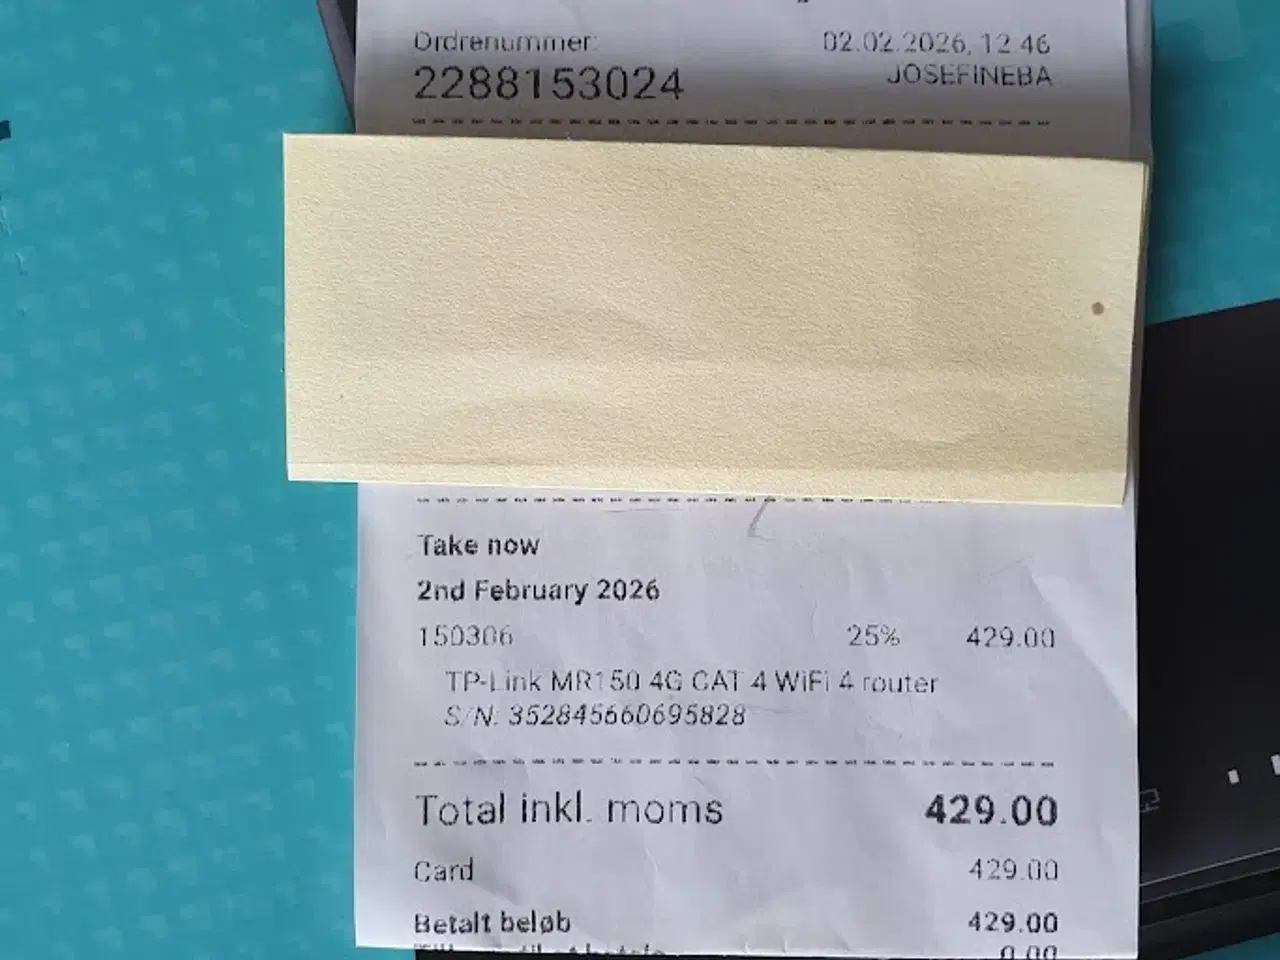 Ordrenummer: 02.02.2026, 12.46
2288153024 JOSEFINEBA
Take now
2nd February 2026
150306 25% 429.00
TP-Link MR150 4G CAT 4 WiFi 4 router
S/N: 352845660695828
Total inkl. moms 429.00
Card 429.00
Betalt beløb 429.00
0.00